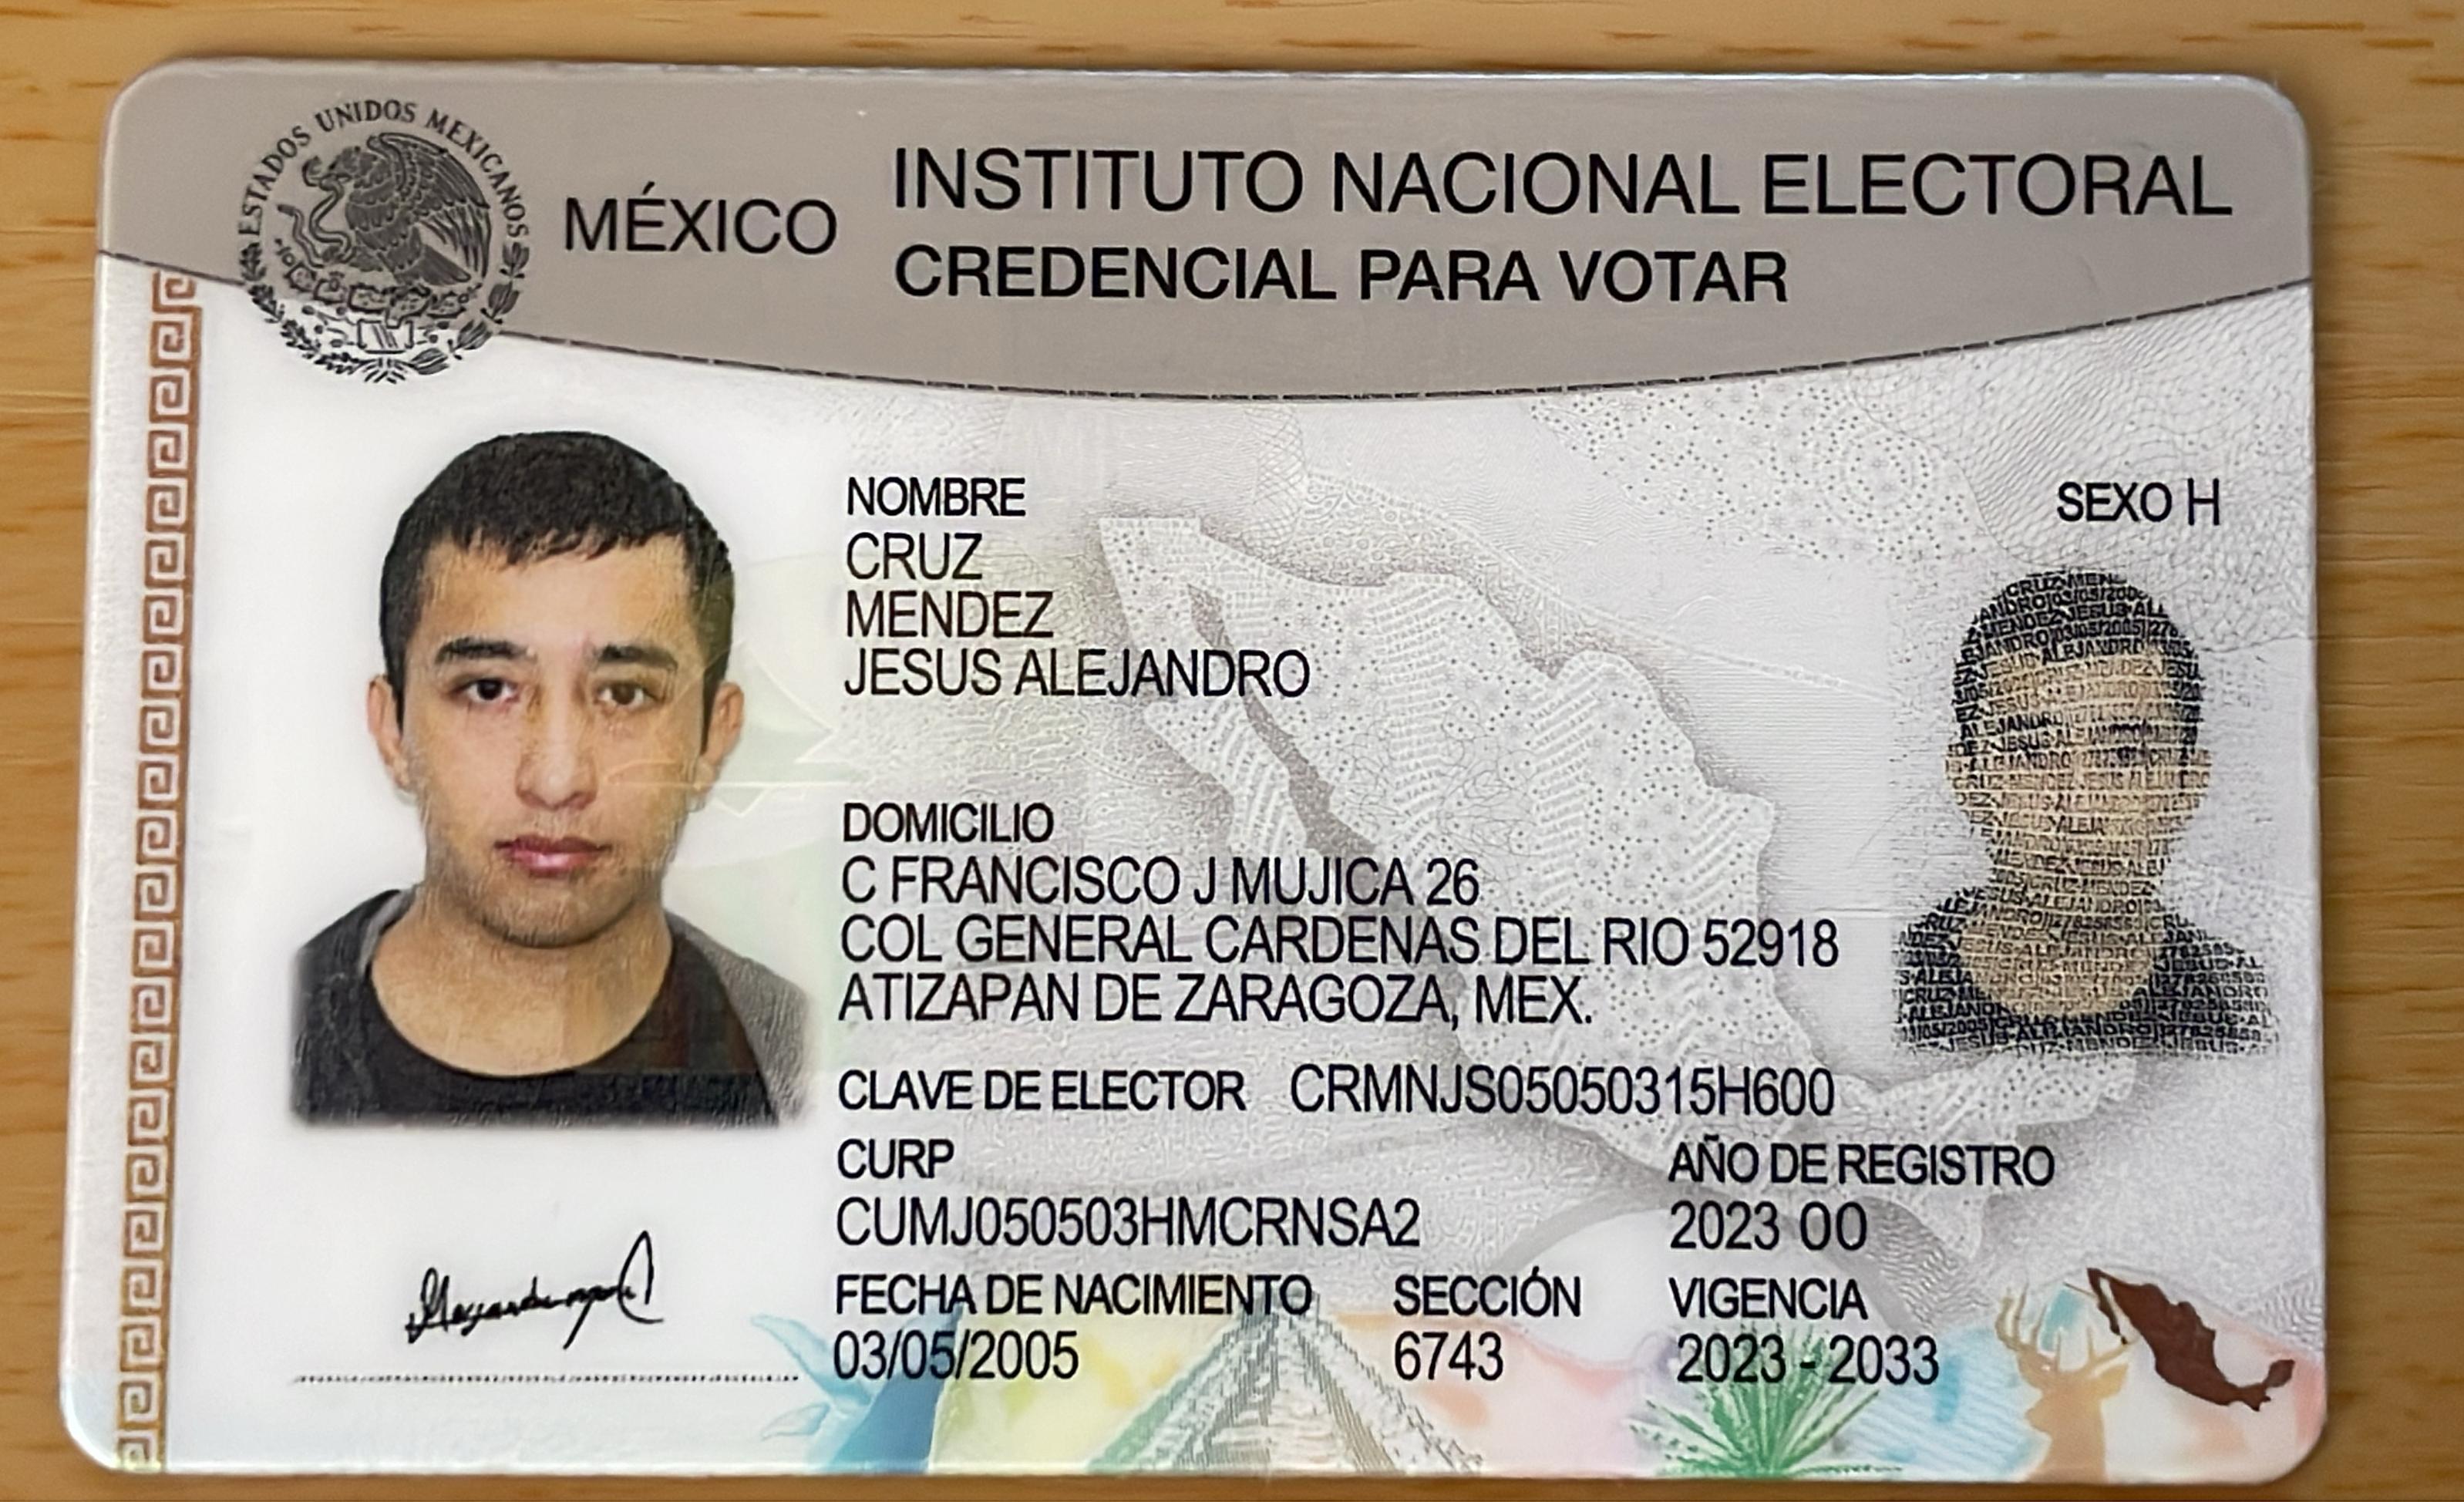 ESTADOS UNIDOS MEXICANOS
MÉXICO
INSTITUTO NACIONAL ELECTORAL
CREDENCIAL PARA VOTAR
NOMBRE
CRUZ
MENDEZ
JESUS ALEJANDRO
SEXO H
DOMICILIO
C FRANCISCO J MUJICA 26
COL GENERAL CARDENAS DEL RIO 52918
ATIZAPAN DE ZARAGOZA, MEX.
CLAVE DE ELECTOR CRMNJS05050315H600
CURP
CUMJ050503HMCRNSA2
AÑO DE REGISTRO
2023 00
FECHA DE NACIMIENTO
03/05/2005
SECCIÓN
6743
VIGENCIA
2023 - 2033